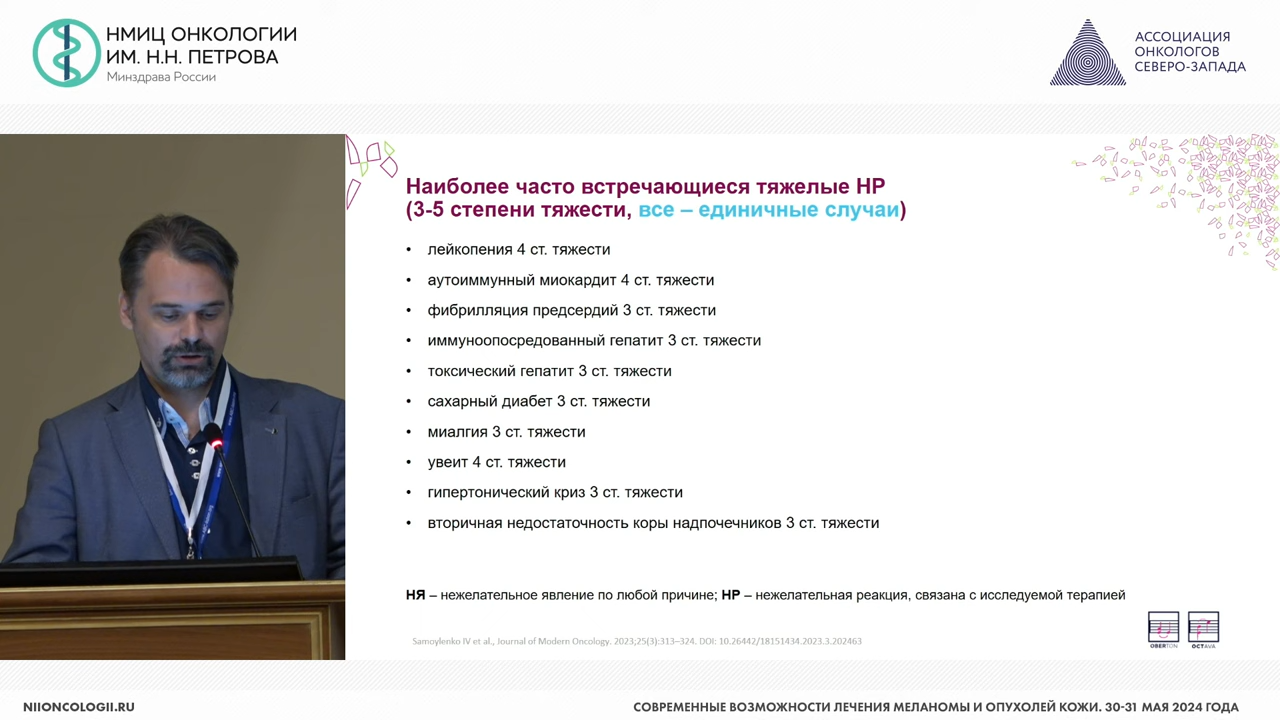 НМИЦ ОНКОЛОГИИ
ИМ. Н.Н. ПЕТРОВА
Минздрава России
АССОЦИАЦИЯ
ОНКОЛОГОВ
СЕВЕРО-ЗАПАДА
Наиболее часто встречающиеся тяжелые НР
(3-5 степени тяжести, все – единичные случаи)
• лейкопения 4 ст. тяжести
• аутоиммунный миокардит 4 ст. тяжести
• фибрилляция предсердий 3 ст. тяжести
• иммуноопосредованный гепатит 3 ст. тяжести
• токсический гепатит 3 ст. тяжести
• сахарный диабет 3 ст. тяжести
• миалгия 3 ст. тяжести
• увеит 4 ст. тяжести
• гипертонический криз 3 ст. тяжести
• вторичная недостаточность коры надпочечников 3 ст. тяжести
НЯ – нежелательное явление по любой причине; НР – нежелательная реакция, связана с исследуемой терапией
Samoylenko IV et al., Journal of Modern Oncology. 2023;25(3):313–324. DOI: 10.26442/18151434.2023.3.202463
OBERTON OCTAVA
NIIONCOLOGII.RU
СОВРЕМЕННЫЕ ВОЗМОЖНОСТИ ЛЕЧЕНИЯ МЕЛАНОМЫ И ОПУХОЛЕЙ КОЖИ. 30-31 МАЯ 2024 ГОДА